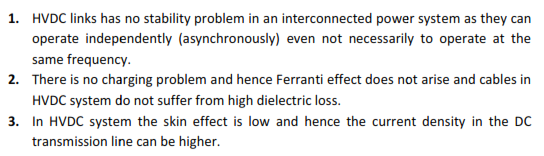 1. HVDC links has no stability problem in an interconnected power system as they can
operate independently (asynchronously) even not necessarily to operate at the
same frequency.
2. There is no charging problem and hence Ferranti effect does not arise and cables in
HVDC system do not suffer from high dielectric loss.
3. In HVDC system the skin effect is low and hence the current density in the DC
transmission line can be higher.